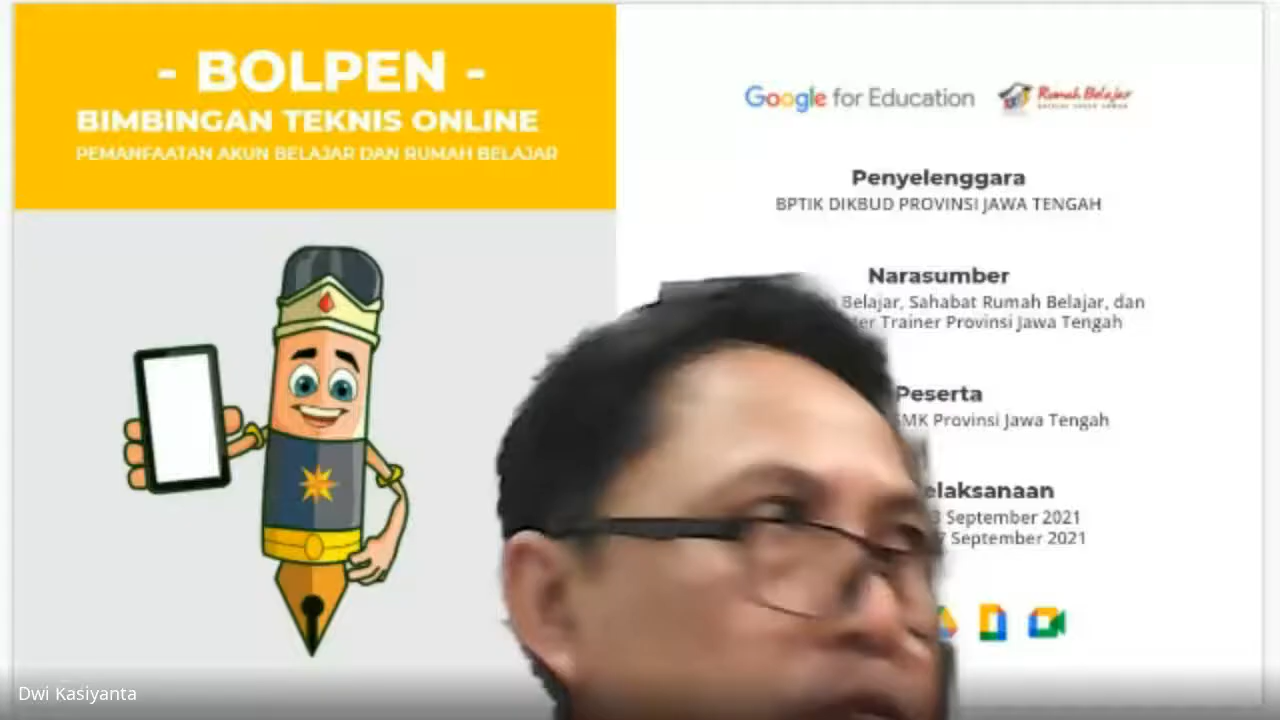 - BOLPEN -
BIMBINGAN TEKNIS ONLINE
PEMANFAATAN AKUN BELAJAR DAN RUMAH BELAJAR
Google for Education
Rumah Belajar
Penyelenggara
BPTIK DIKBUD PROVINSI JAWA TENGAH
Narasumber
Belajar, Sahabat Rumah Belajar, dan
Trainer Provinsi Jawa Tengah
Peserta
SMK Provinsi Jawa Tengah
elaksanaan
3 September 2021
7 September 2021
Dwi Kasiyanta